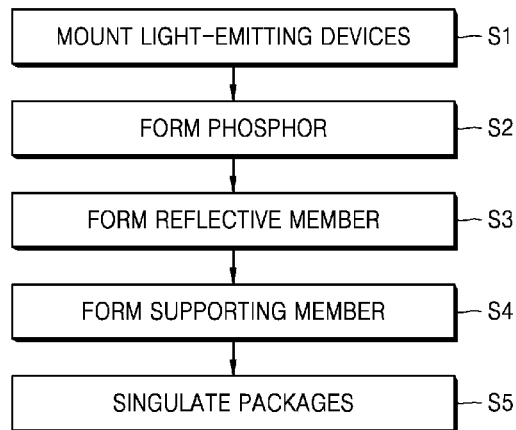 MOUNT LIGHT-EMITTING DEVICES S1
FORM PHOSPHOR S2
FORM REFLECTIVE MEMBER S3
FORM SUPPORTING MEMBER S4
SINGULATE PACKAGES S5